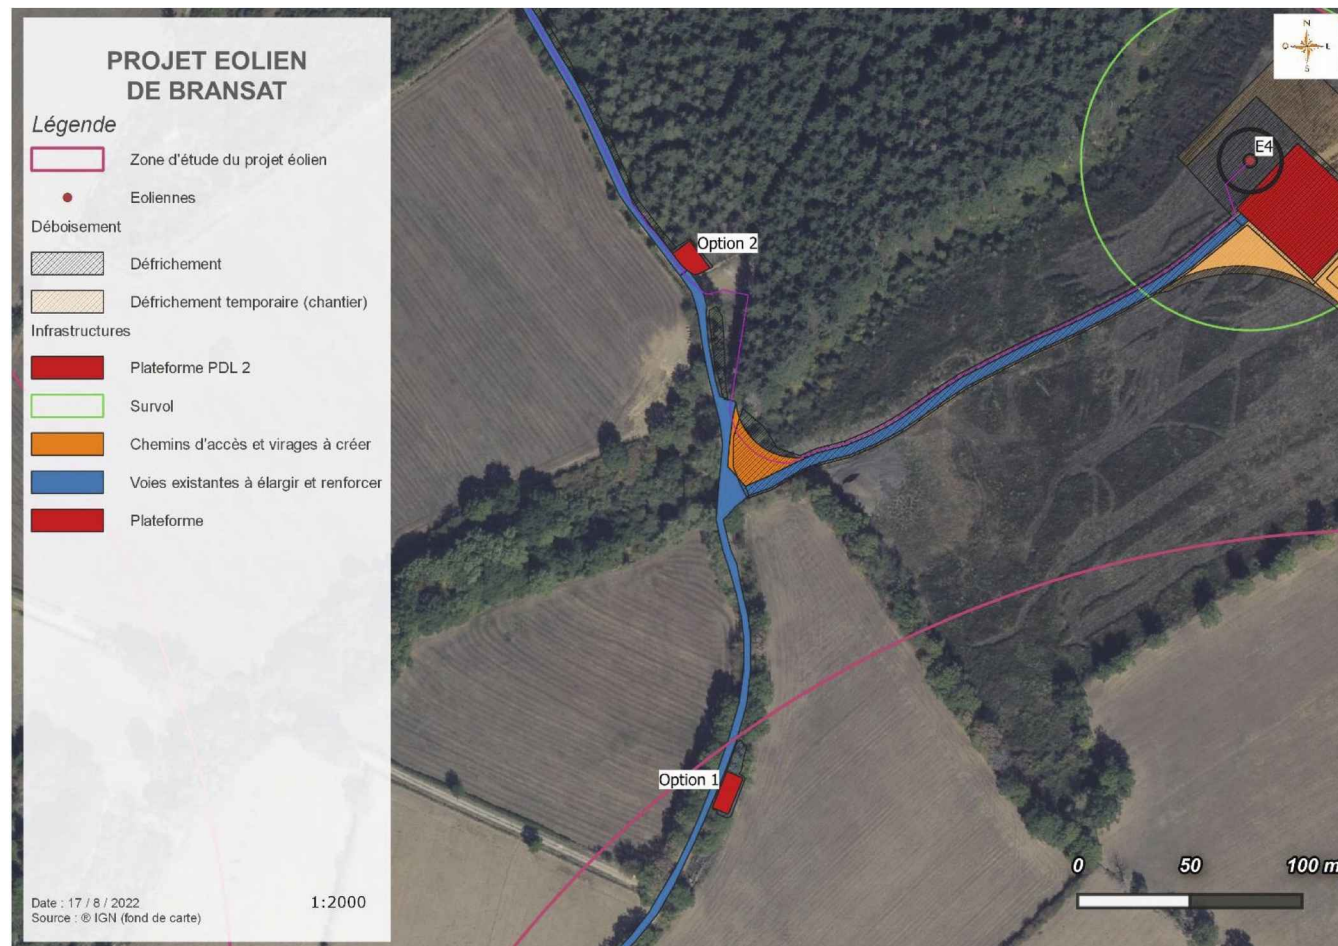 PROJET EOLIEN
DE BRANSAT
Légende
Zone d'étude du projet éolien
Eoliennes
Déboisement
Défrichement
Défrichement temporaire (chantier)
Infrastructures
Plateforme PDL 2
Survol
Chemins d'accès et virages à créer
Voies existantes à élargir et renforcer
Plateforme
Date : 17 / 8 / 2022
Source : ® IGN (fond de carte)
1:2000
N
O
L
S
E4
Option 2
Option 1
0 50 100 m